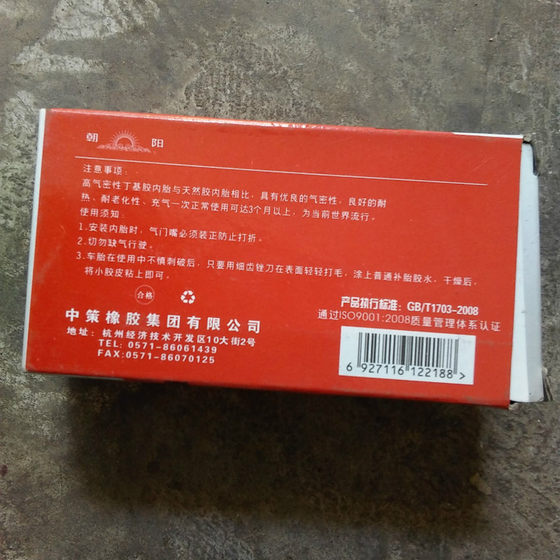 朝 阳
注意事项:
高气密性丁基胶内胎与天然胶内胎相比，具有优良的气密性，良好的耐
热、耐老化性、充气一次正常使用可达3个月以上，为当前世界流行。
使用须知:
1.安装内胎时，气门嘴必须装正防止打折。
2.切勿缺气行驶。
3.车胎在使用中不慎刺破后，只要用细齿锉刀在表面轻轻打毛，涂上普通补胎胶水，干燥后，
将小胶皮粘上即可。
合格
产品执行标准: GB/T1703-2008
通过ISO9001:2008质量管理体系认证
中策橡胶集团有限公司
地址: 杭州经济技术开发区10大街2号
TEL: 0571-86061439
FAX:0571-86070125
6 927116 122188 >